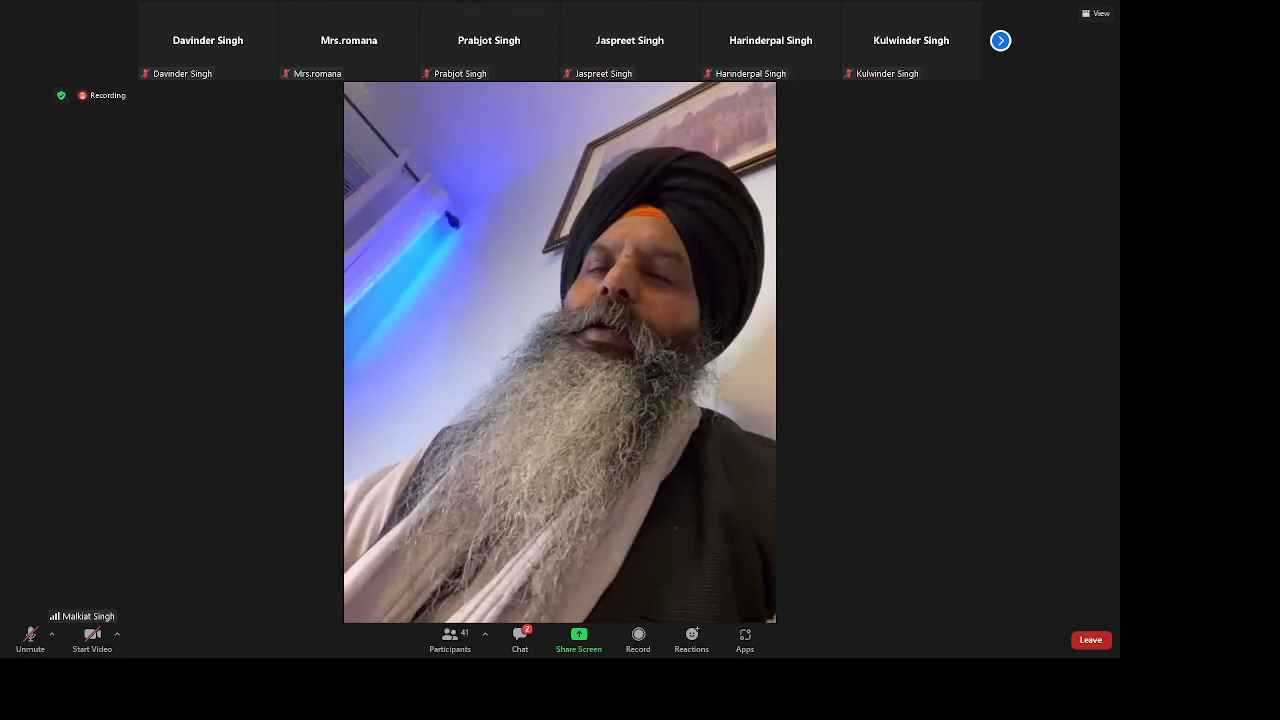 View
Davinder Singh
Mrs.romana
Prabjot Singh
Jaspreet Singh
Harinderpal Singh
Kulwinder Singh
Davinder Singh
Mrs.romana
Prabjot Singh
Jaspreet Singh
Harinderpal Singh
Kulwinder Singh
Recording
Malkiat Singh
Unmute
Start Video
41
Participants
2
Chat
Share Screen
Record
Reactions
Apps
Leave